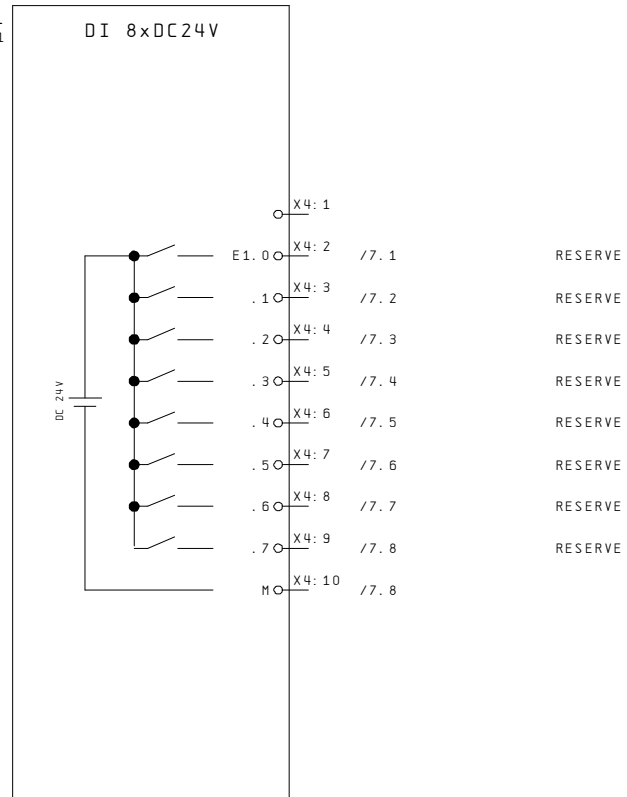 DI 8xDC24V
X4:1
E1.0 X4:2 /7.1 RESERVE
.1 X4:3 /7.2 RESERVE
.2 X4:4 /7.3 RESERVE
.3 X4:5 /7.4 RESERVE
DC 24V
.4 X4:6 /7.5 RESERVE
.5 X4:7 /7.6 RESERVE
.6 X4:8 /7.7 RESERVE
.7 X4:9 /7.8 RESERVE
M X4:10 /7.8